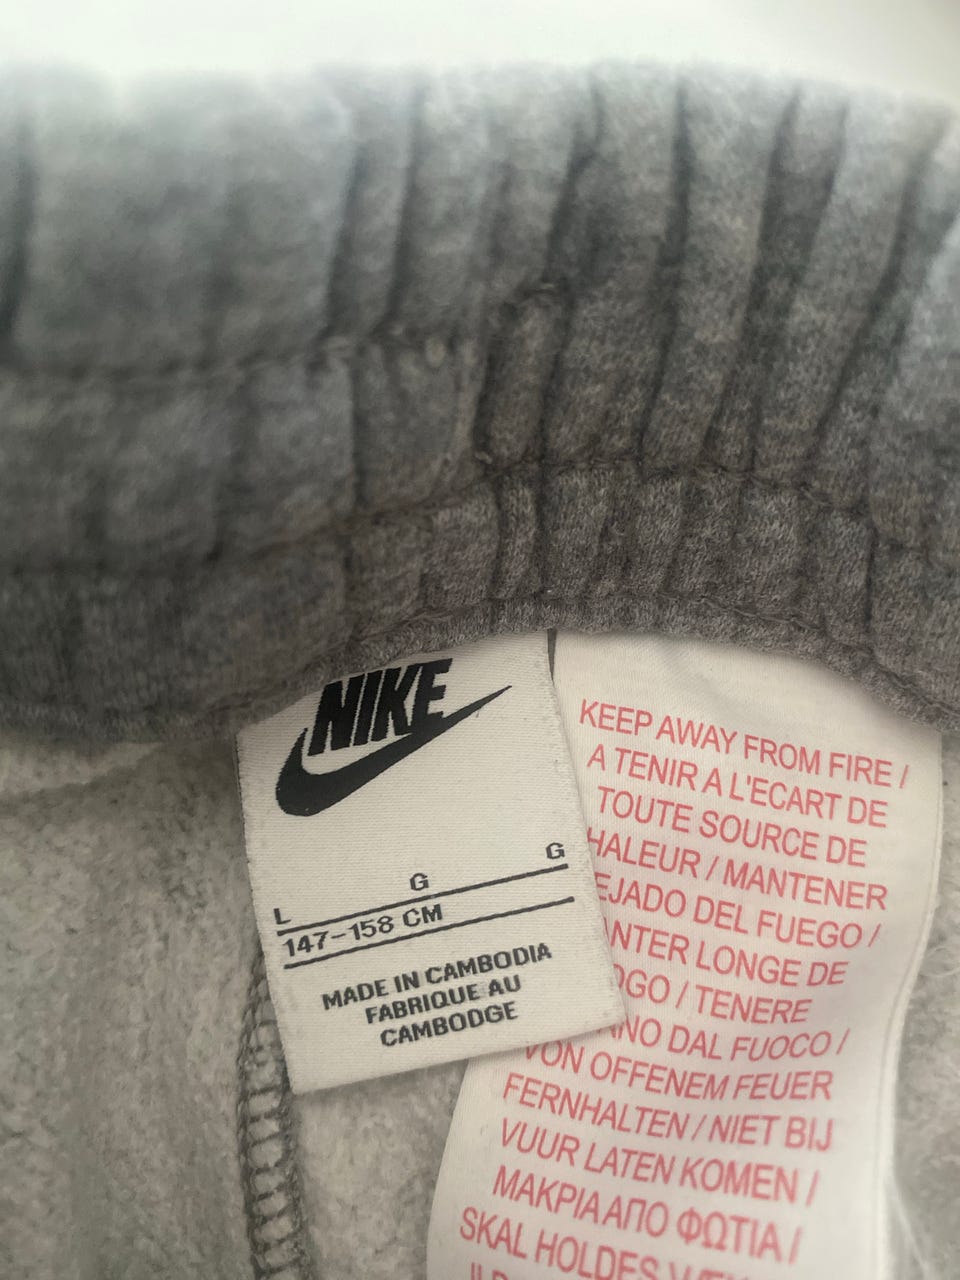 NIKE
L G G
147-158 CM
MADE IN CAMBODIA
FABRIQUE AU
CAMBODGE
KEEP AWAY FROM FIRE /
A TENIR A L'ECART DE
TOUTE SOURCE DE
HALEUR / MANTENER
EJADO DEL FUEGO /
NTER LONGE DE
OGO / TENERE
NO DAL FUOCO /
VON OFFENEM FEUER
FERNHALTEN / NIET BIJ
VUUR LATEN KOMEN /
ΜΑΚΡΙΑ ΑΠΟ ΦΩΤΙΑ /
SKAL HOLDES